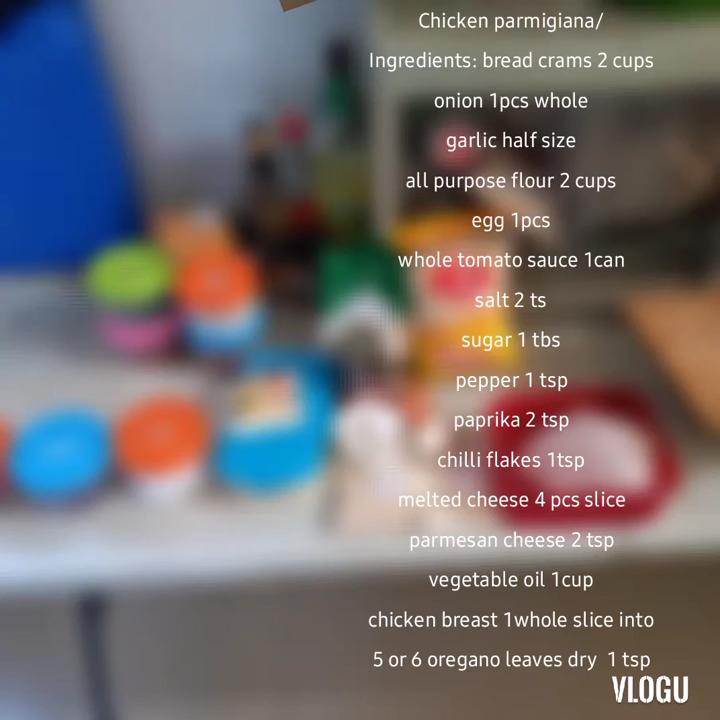 Chicken parmigiana/
Ingredients: bread crams 2 cups
onion 1pcs whole
garlic half size
all purpose flour 2 cups
egg 1pcs
whole tomato sauce 1can
salt 2 ts
sugar 1 tbs
pepper 1 tsp
paprika 2 tsp
chilli flakes 1tsp
melted cheese 4 pcs slice
parmesan cheese 2 tsp
vegetable oil 1cup
chicken breast 1whole slice into
5 or 6 oregano leaves dry 1 tsp
VLOGU